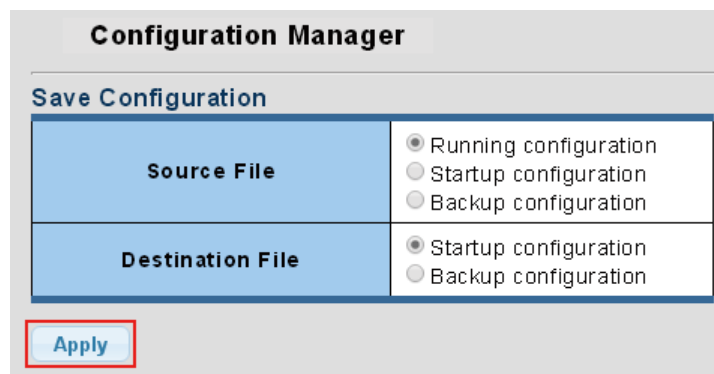 Configuration Manager
Save Configuration
Source File
Running configuration
Startup configuration
Backup configuration
Destination File
Startup configuration
Backup configuration
Apply